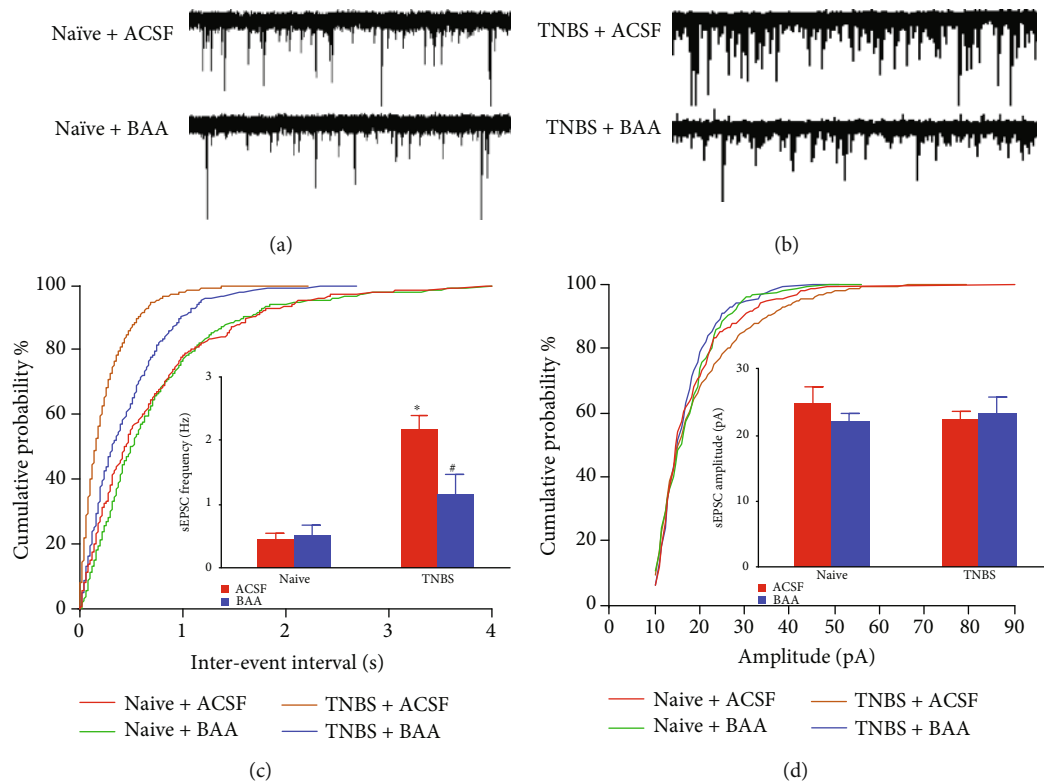 Naïve + ACSF
Naïve + BAA
(a)
TNBS + ACSF
TNBS + BAA
(b)
Cumulative probability %
100
80
60
40
20
0
0 1 2 3 4
Inter-event interval (s)
sEPSC frequency (Hz)
3
2
1
0
*
#
Naive TNBS
ACSF
BAA
Naive + ACSF
Naive + BAA
TNBS + ACSF
TNBS + BAA
(c)
Cumulative probability %
100
80
60
40
20
0
0 10 20 30 40 50 60 70 80 90
Amplitude (pA)
sEPSC amplitude (pA)
30
20
10
0
Naive TNBS
ACSF
BAA
Naive + ACSF
Naive + BAA
TNBS + ACSF
TNBS + BAA
(d)